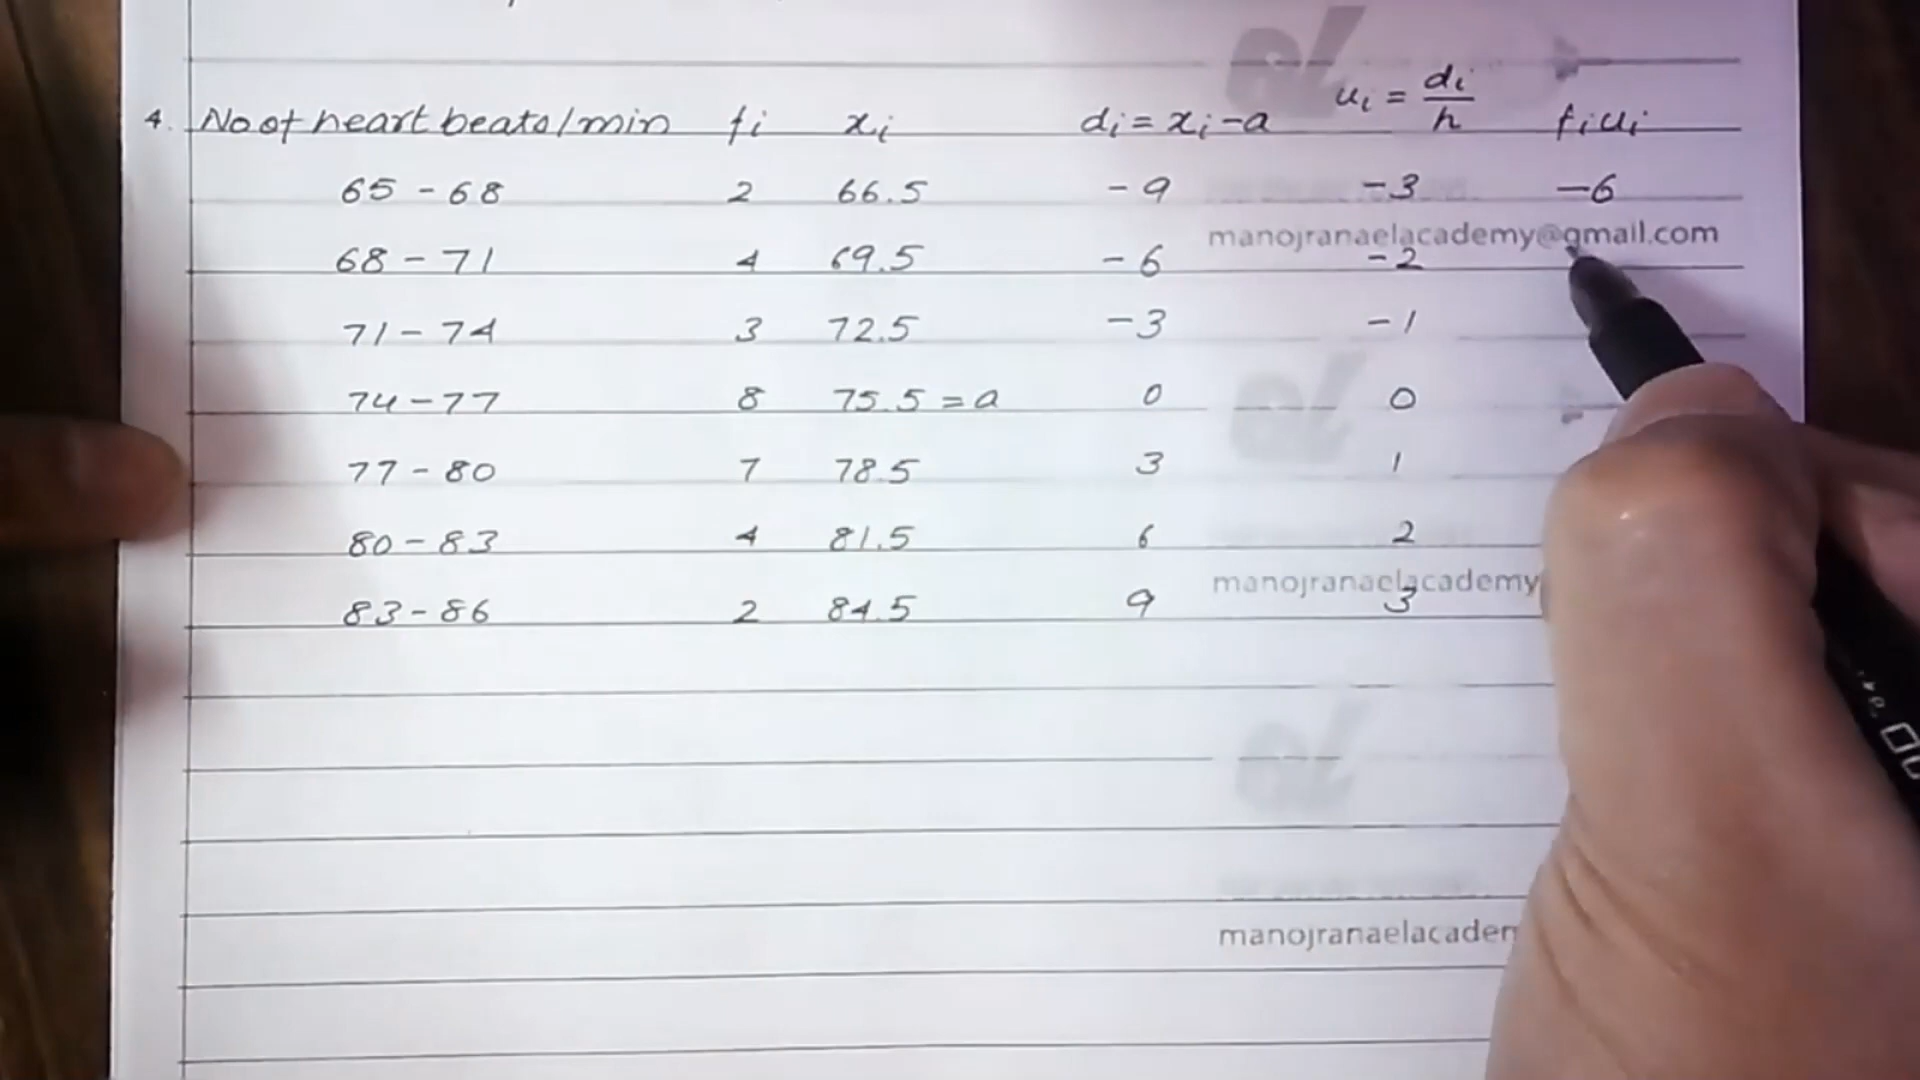 4. No of heart beats/min fi xi di = xi - a ui = di/h fiui
65 - 68 2 66.5 - 9 - 3 - 6
manojranaelacademy@gmail.com
68 - 71 4 69.5 - 6 - 2
71 - 74 3 72.5 - 3 - 1
74 - 77 8 75.5 = a 0 0
77 - 80 7 78.5 3 1
80 - 83 4 81.5 6 2
manojranaelacademy
83 - 86 2 84.5 9 3
manojranaelacadem